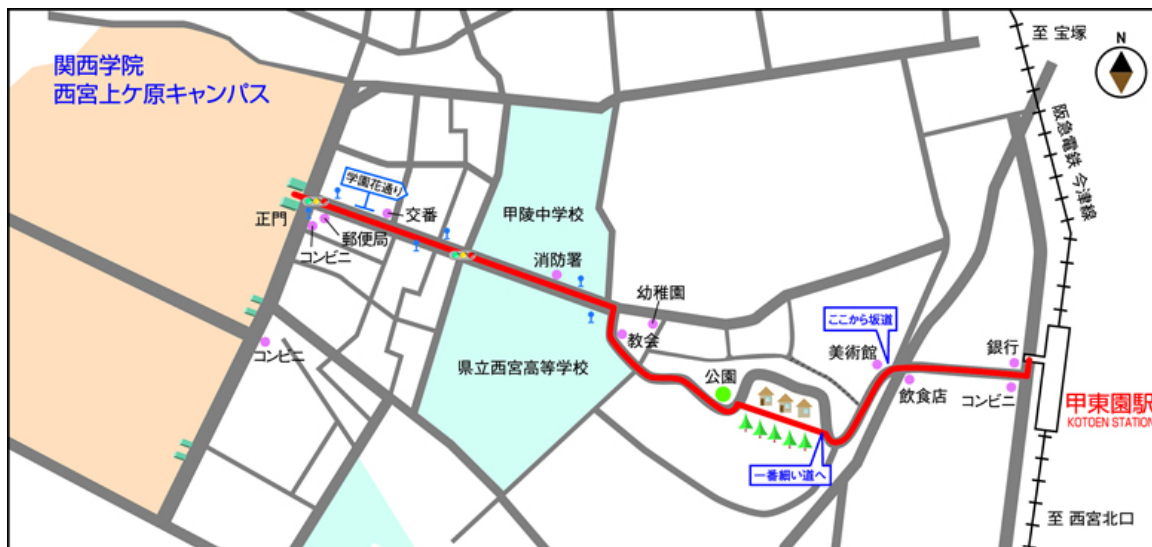 関西学院
西宮上ケ原キャンパス
至 宝塚
N
阪急電鉄 今津線
学園花通り
交番
正門
郵便局
コンビニ
甲陵中学校
消防署
幼稚園
教会
ここから坂道
美術館
銀行
コンビニ
県立西宮高等学校
公園
飲食店
コンビニ
甲東園駅
KOTOEN STATION
一番細い道へ
至 西宮北口